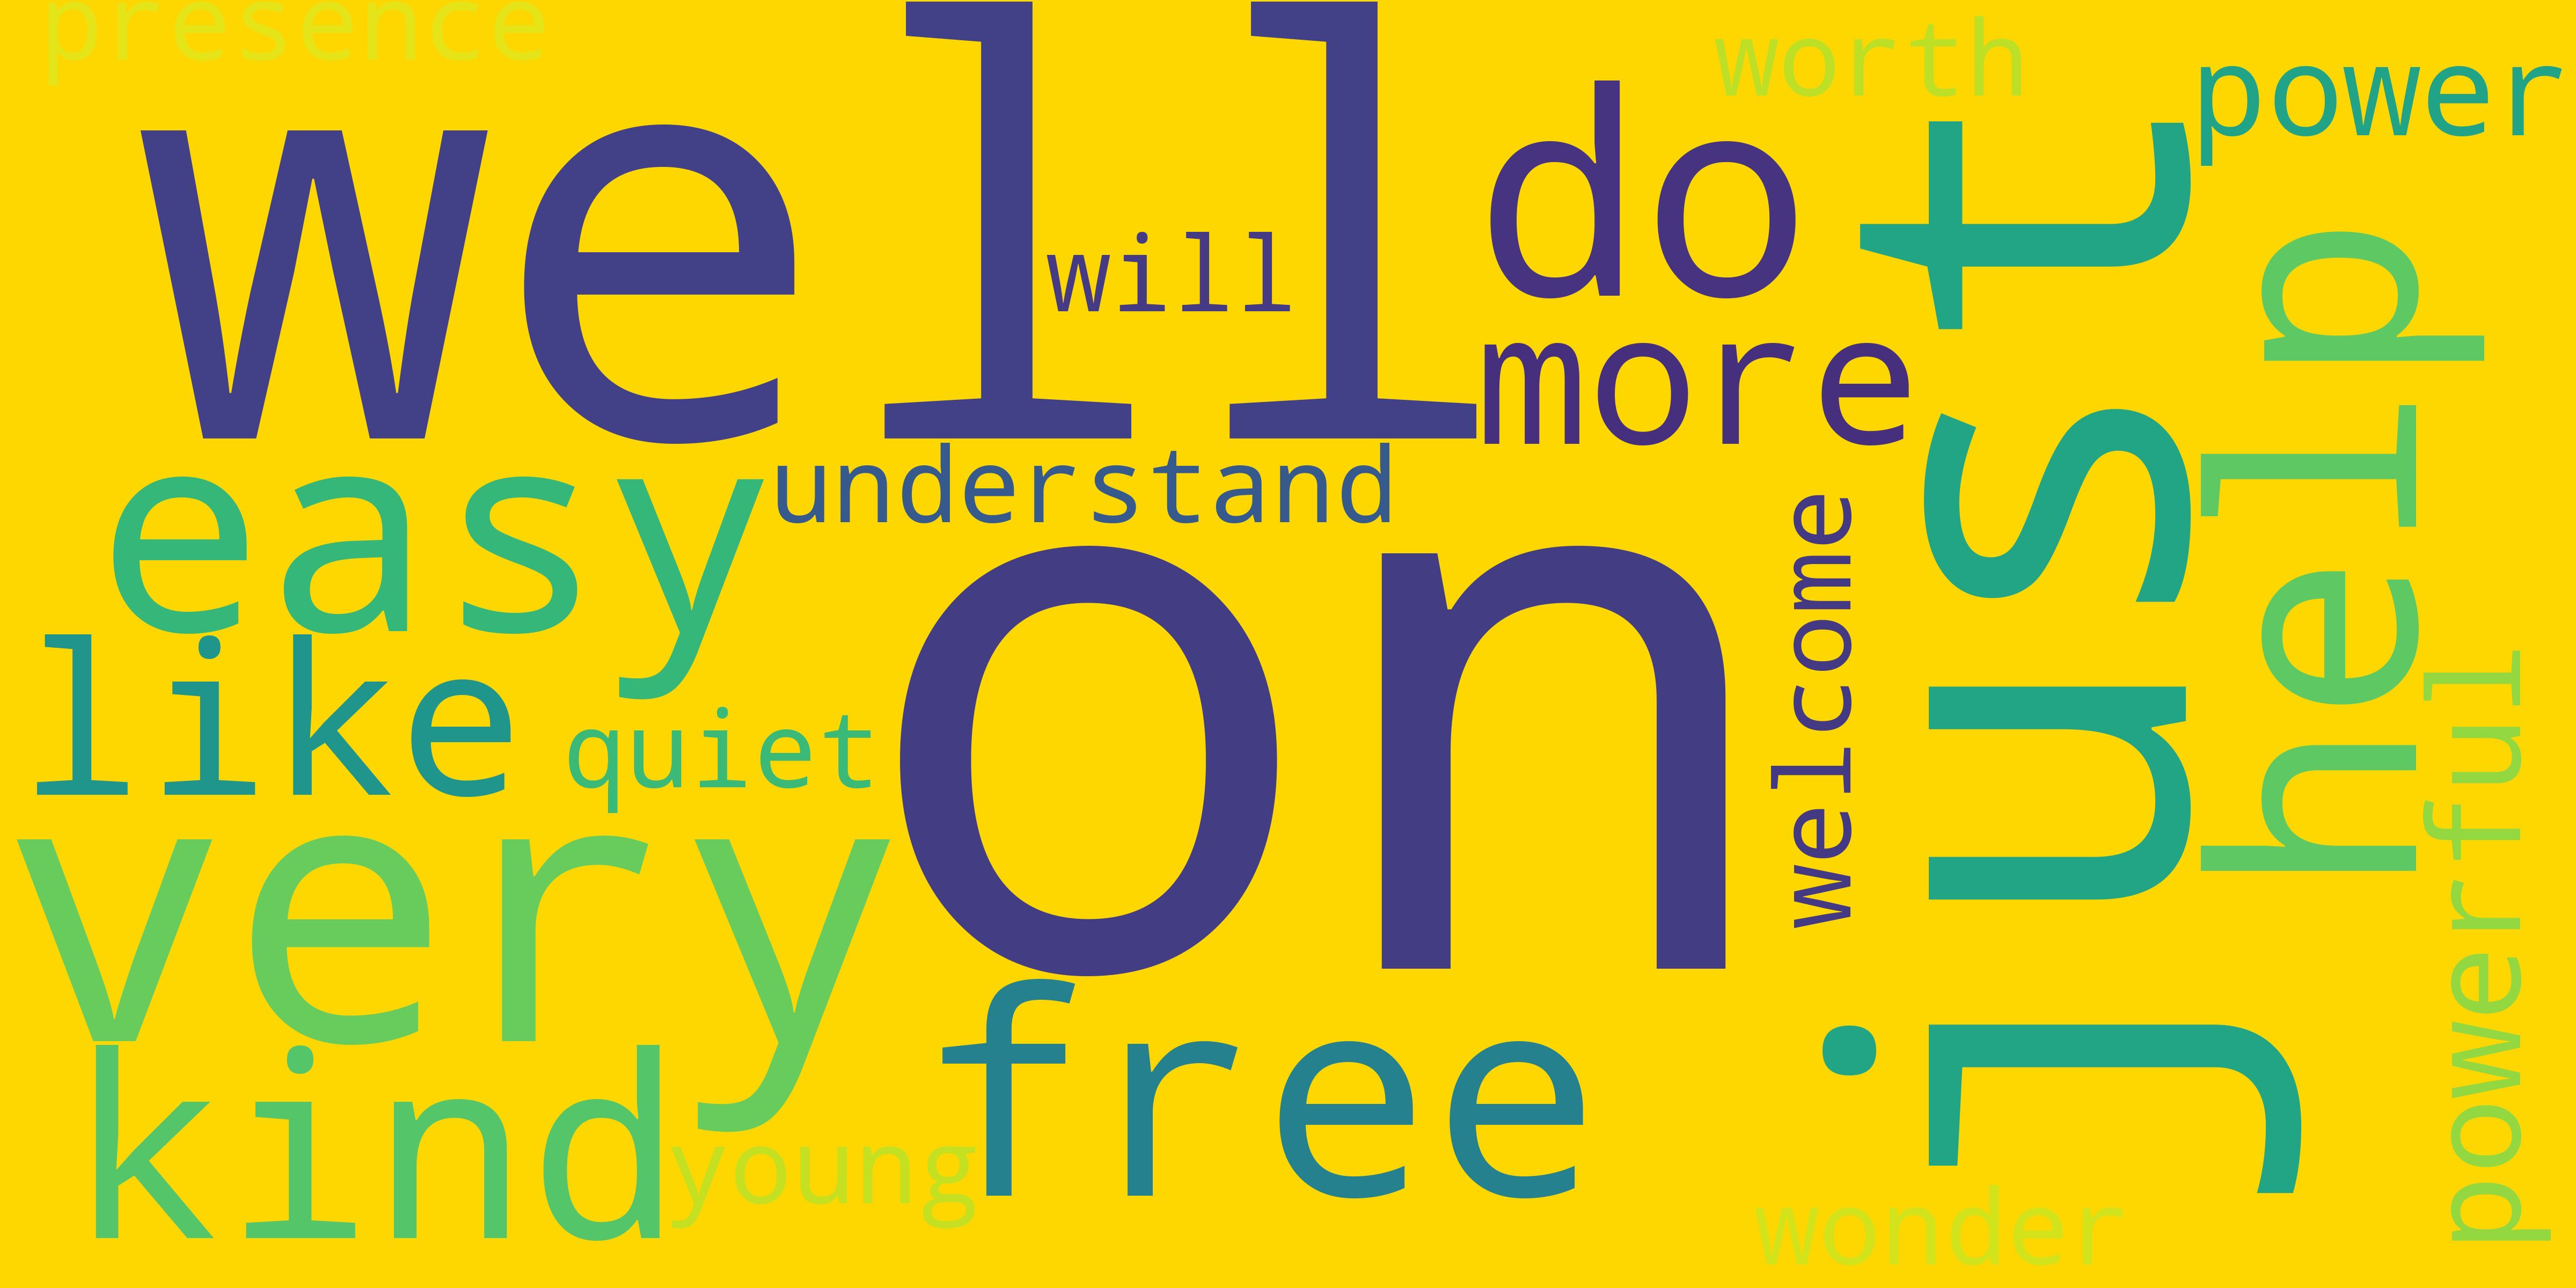 presence
worth
power
well
do
will
more
just
help
understand
easy
welcome
on
like
quiet
powerful
very
free
kind
young
wonder